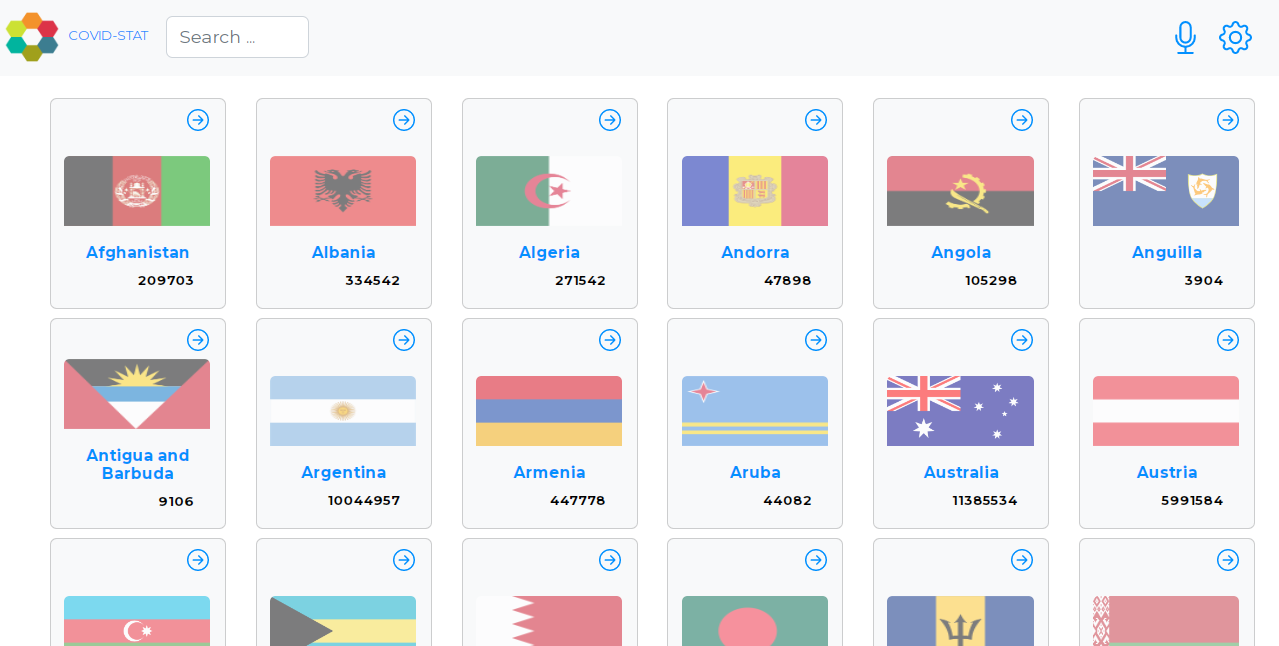 COVID-STAT
Search ...
Afghanistan
209703
Albania
334542
Algeria
271542
Andorra
47898
Angola
105298
Anguilla
3904
Antigua and
Barbuda
9106
Argentina
10044957
Armenia
447778
Aruba
44082
Australia
11385534
Austria
5991584